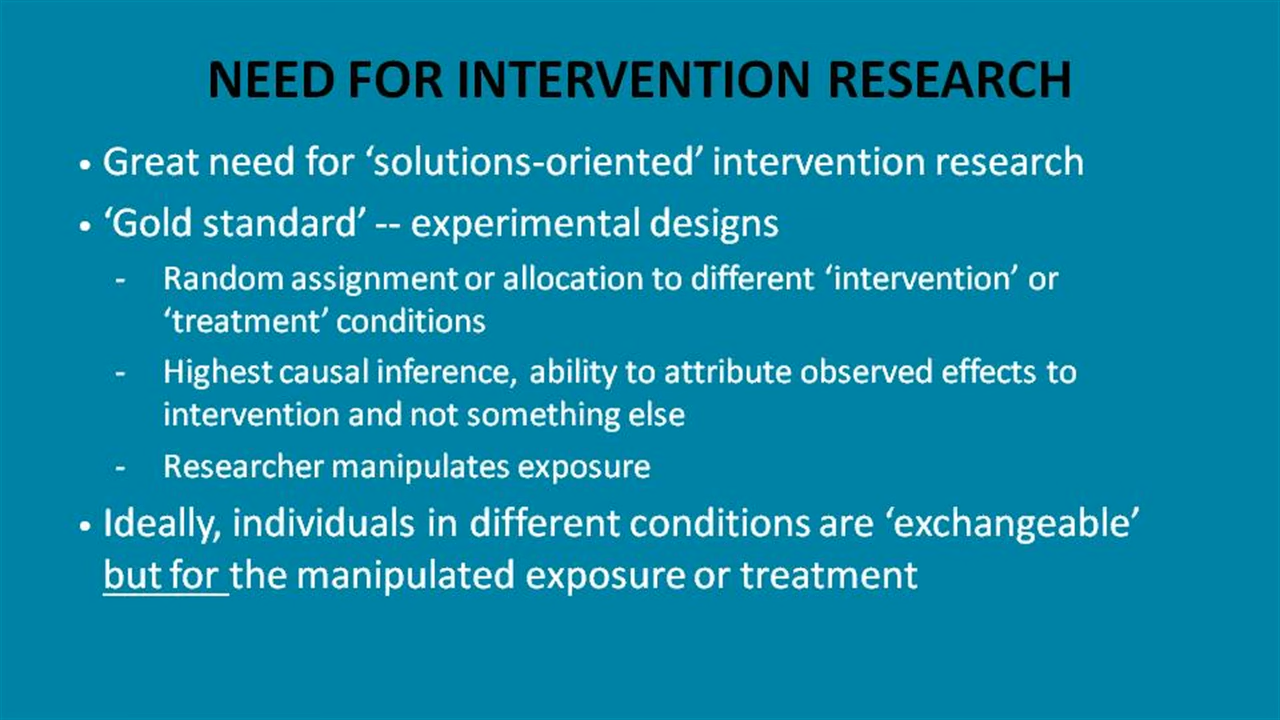 NEED FOR INTERVENTION RESEARCH
• Great need for ‘solutions-oriented’ intervention research
• ‘Gold standard’ -- experimental designs
- Random assignment or allocation to different ‘intervention’ or
‘treatment’ conditions
- Highest causal inference, ability to attribute observed effects to
intervention and not something else
- Researcher manipulates exposure
• Ideally, individuals in different conditions are ‘exchangeable’
but for the manipulated exposure or treatment